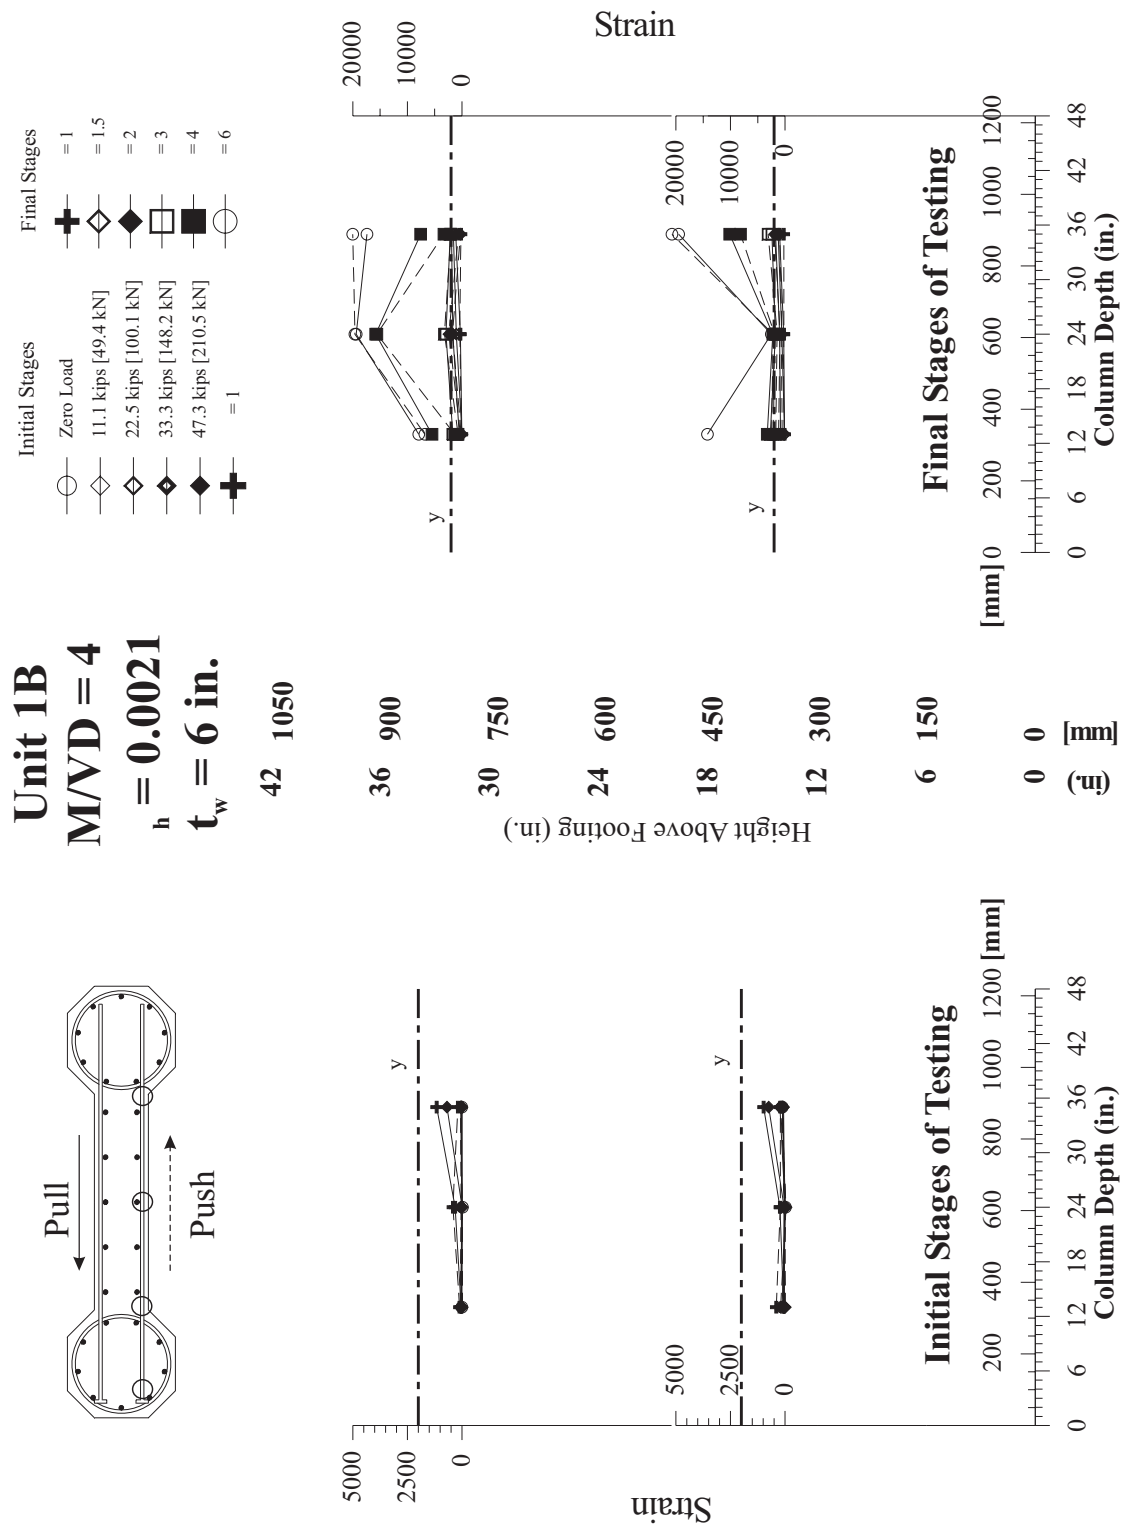 Unit 1B
M/VD = 4
h = 0.0021
tw = 6 in.
Pull
Push
Initial Stages
Zero Load
11.1 kips [49.4 kN]
22.5 kips [100.1 kN]
33.3 kips [148.2 kN]
47.3 kips [210.5 kN]
= 1
Final Stages
= 1
= 1.5
= 2
= 3
= 4
= 6
Strain
5000
2500
0
y
5000
2500
0
y
Initial Stages of Testing
200 400 600 800 1000 1200 [mm]
0 6 12 18 24 30 36 42 48
Column Depth (in.)
Height Above Footing (in.)
42 1050
36 900
30 750
24 600
18 450
12 300
6 150
0 0
(in.) [mm]
Strain
20000
10000
0
y
20000
10000
0
y
Final Stages of Testing
[mm] 0 200 400 600 800 1000 1200
0 6 12 18 24 30 36 42 48
Column Depth (in.)